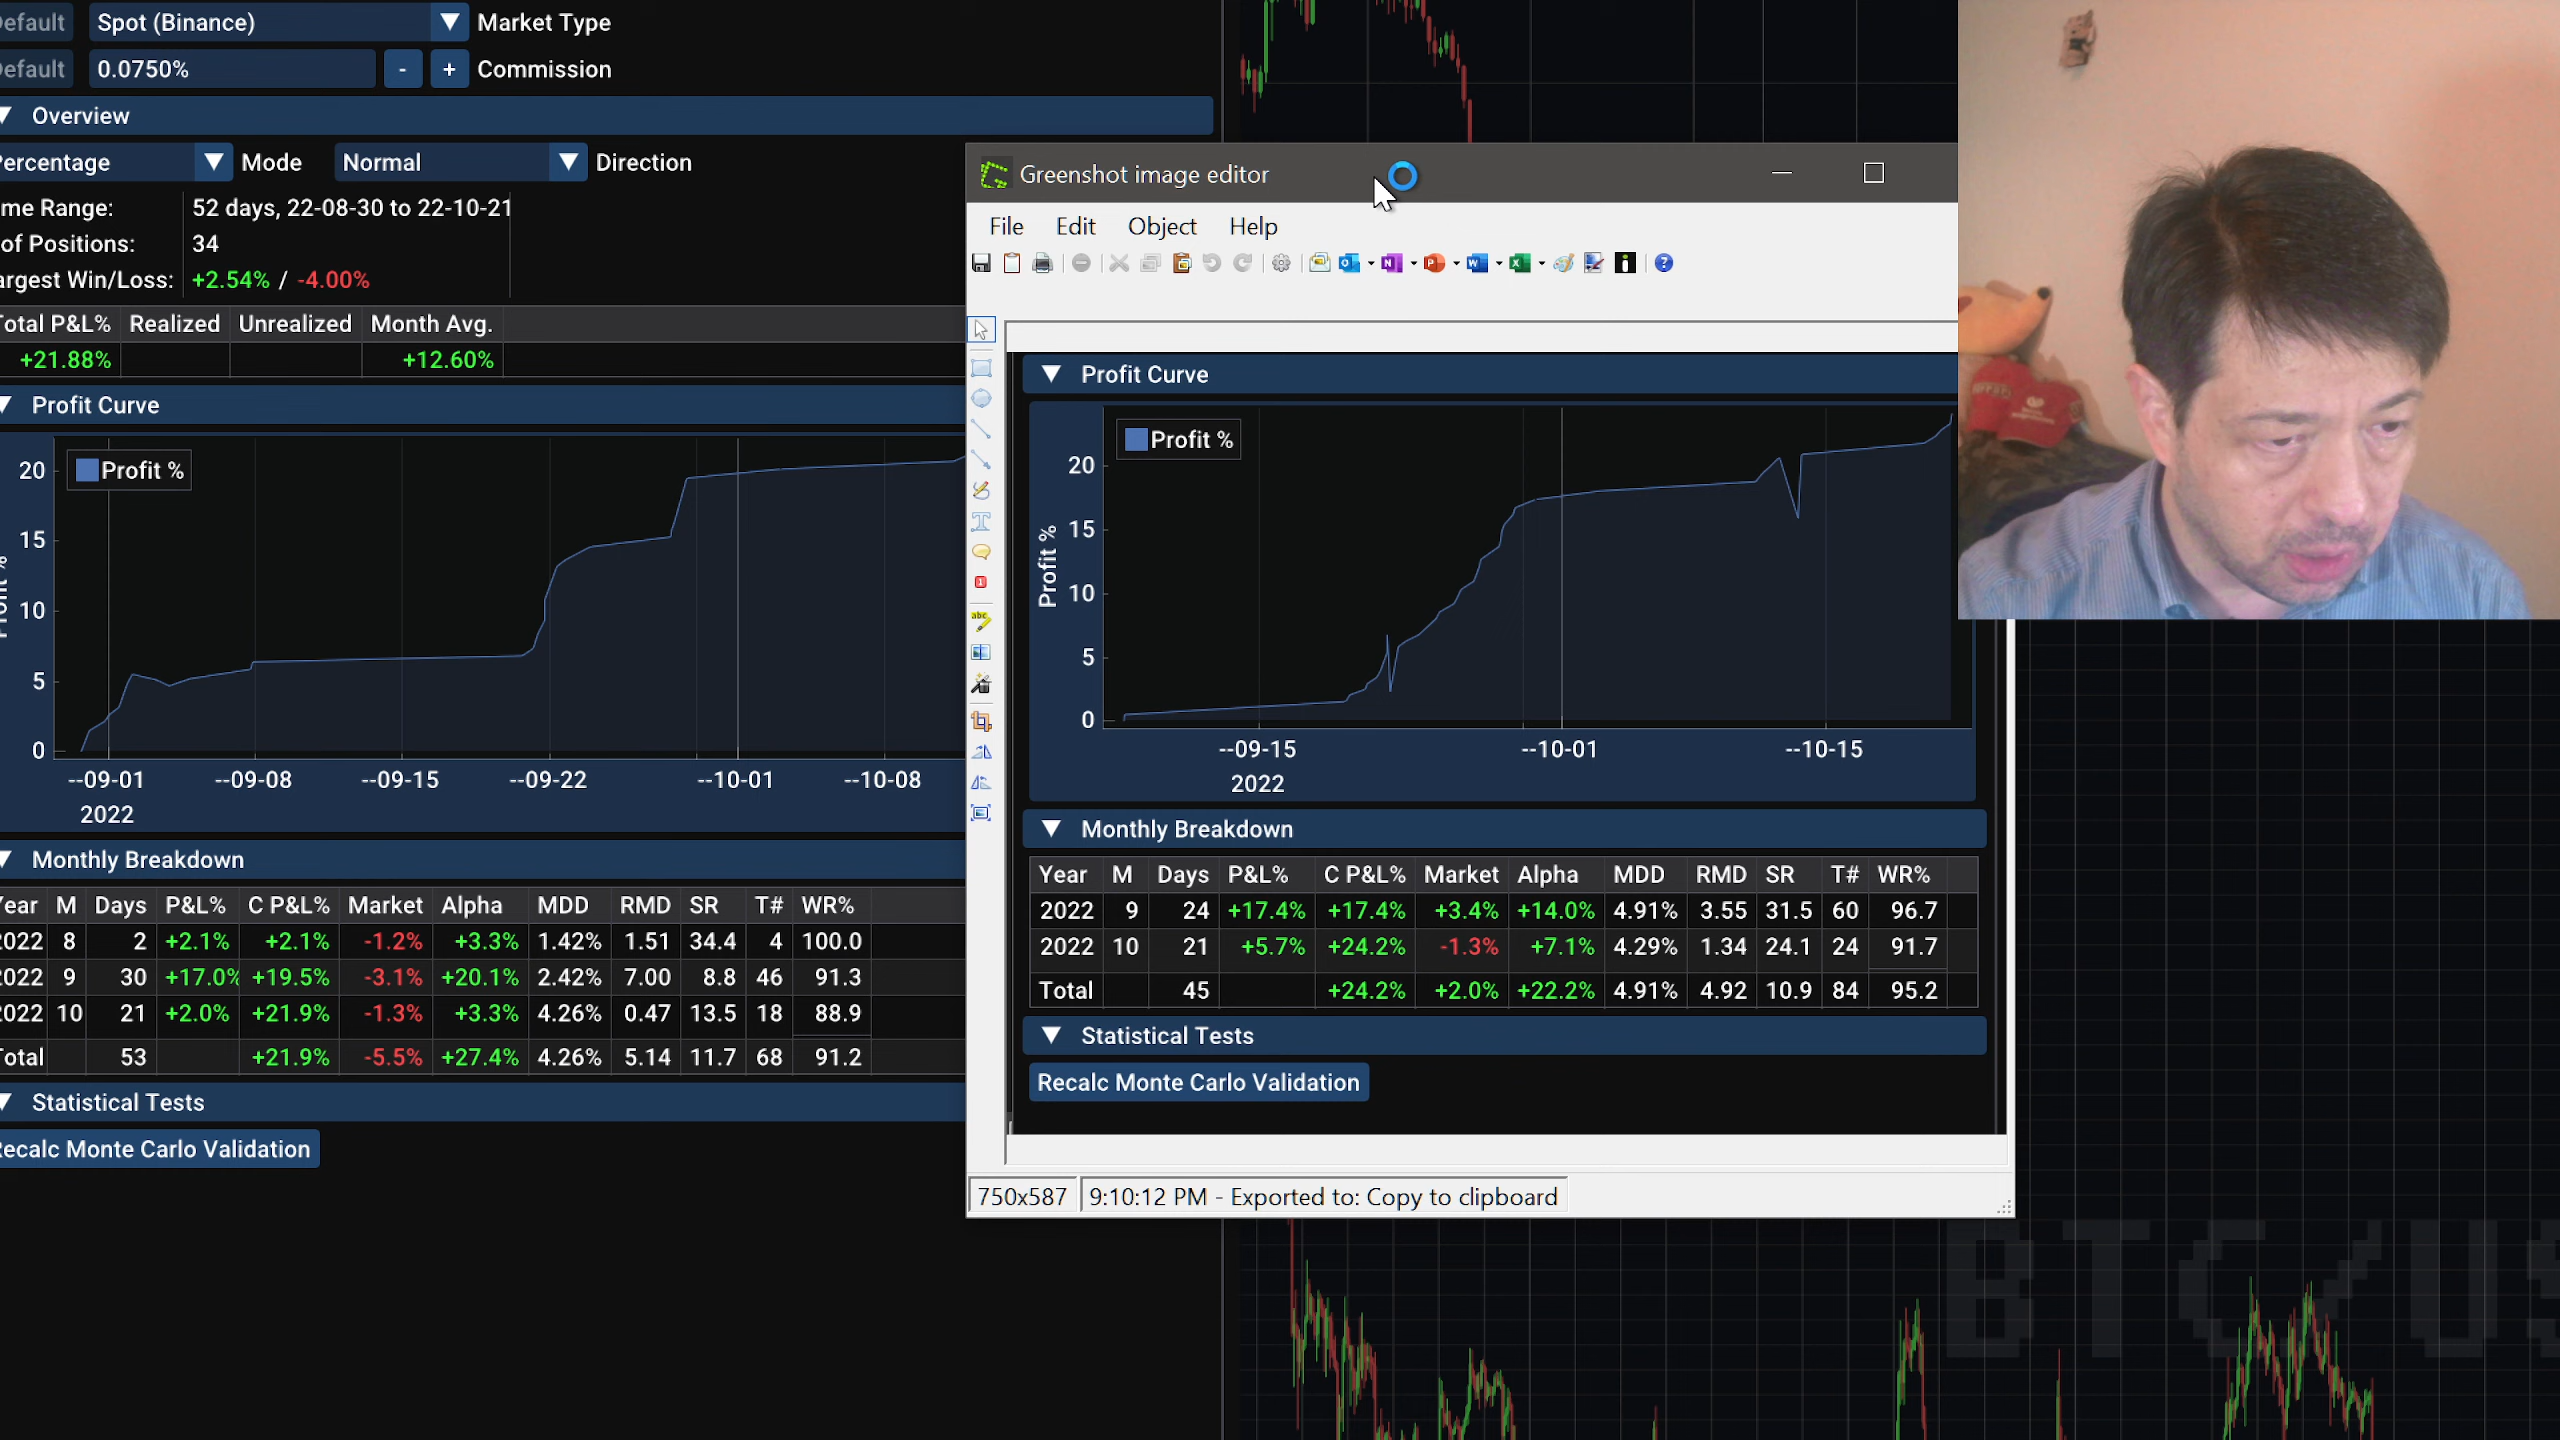 Default Spot (Binance) Market Type
Default 0.0750% - + Commission
Overview
Percentage Mode Normal Direction
Time Range: 52 days, 22-08-30 to 22-10-21
of Positions: 34
Largest Win/Loss: +2.54% / -4.00%
Total P&L% Realized Unrealized Month Avg.
+21.88% +12.60%
Profit Curve
Profit %
Profit %
20
15
10
5
0
--09-01 --09-08 --09-15 --09-22 --10-01 --10-08
2022
Monthly Breakdown
Year M Days P&L% C P&L% Market Alpha MDD RMD SR T# WR%
2022 8 2 +2.1% +2.1% -1.2% +3.3% 1.42% 1.51 34.4 4 100.0
2022 9 30 +17.0% +19.5% -3.1% +20.1% 2.42% 7.00 8.8 46 91.3
2022 10 21 +2.0% +21.9% -1.3% +3.3% 4.26% 0.47 13.5 18 88.9
Total 53 +21.9% -5.5% +27.4% 4.26% 5.14 11.7 68 91.2
Statistical Tests
Recalc Monte Carlo Validation
Greenshot image editor
File Edit Object Help
Profit Curve
Profit %
Profit %
20
15
10
5
0
--09-15 --10-01 --10-15
2022
Monthly Breakdown
Year M Days P&L% C P&L% Market Alpha MDD RMD SR T# WR%
2022 9 24 +17.4% +17.4% +3.4% +14.0% 4.91% 3.55 31.5 60 96.7
2022 10 21 +5.7% +24.2% -1.3% +7.1% 4.29% 1.34 24.1 24 91.7
Total 45 +24.2% +2.0% +22.2% 4.91% 4.92 10.9 84 95.2
Statistical Tests
Recalc Monte Carlo Validation
750x587 9:10:12 PM - Exported to: Copy to clipboard
BTC/US